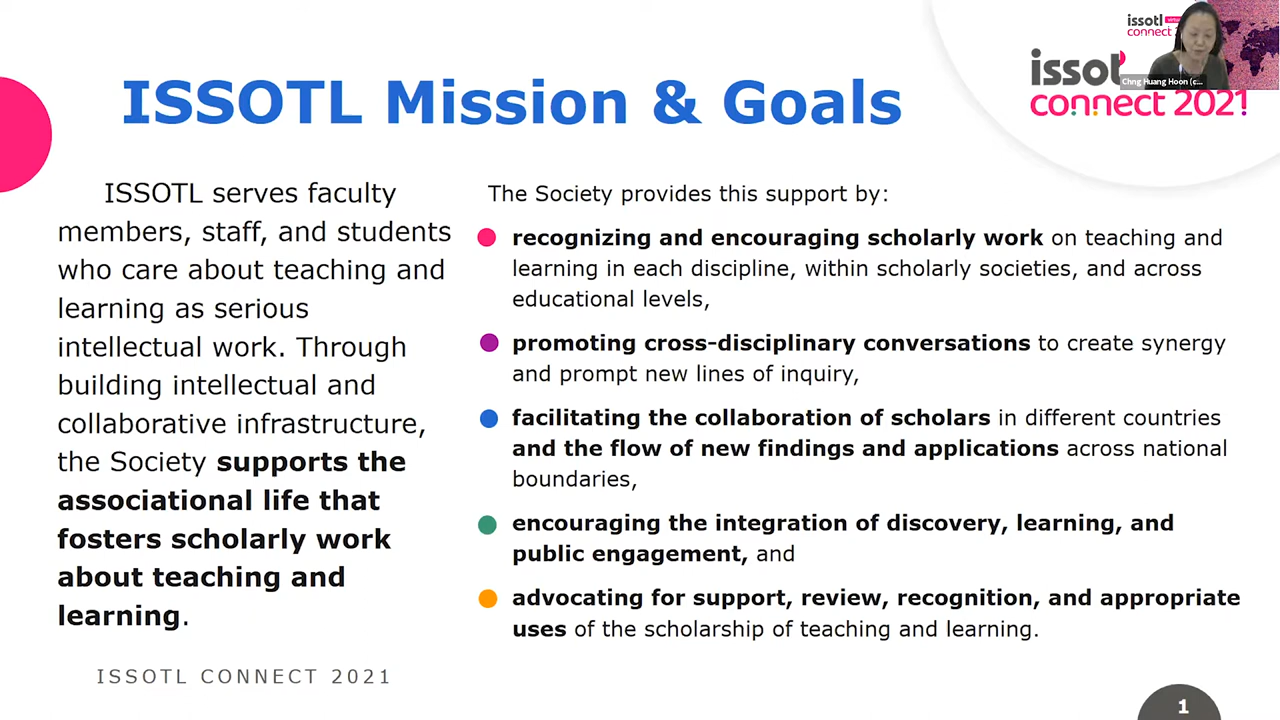 ISSOTL Mission & Goals
issotl
connect 2
issot
connect 2021
Chng Huang Hoon (c...
ISSOTL serves faculty
members, staff, and students
who care about teaching and
learning as serious
intellectual work. Through
building intellectual and
collaborative infrastructure,
the Society supports the
associational life that
fosters scholarly work
about teaching and
learning.
The Society provides this support by:
recognizing and encouraging scholarly work on teaching and
learning in each discipline, within scholarly societies, and across
educational levels,
promoting cross-disciplinary conversations to create synergy
and prompt new lines of inquiry,
facilitating the collaboration of scholars in different countries
and the flow of new findings and applications across national
boundaries,
encouraging the integration of discovery, learning, and
public engagement, and
advocating for support, review, recognition, and appropriate
uses of the scholarship of teaching and learning.
ISSOTL CONNECT 2021
1